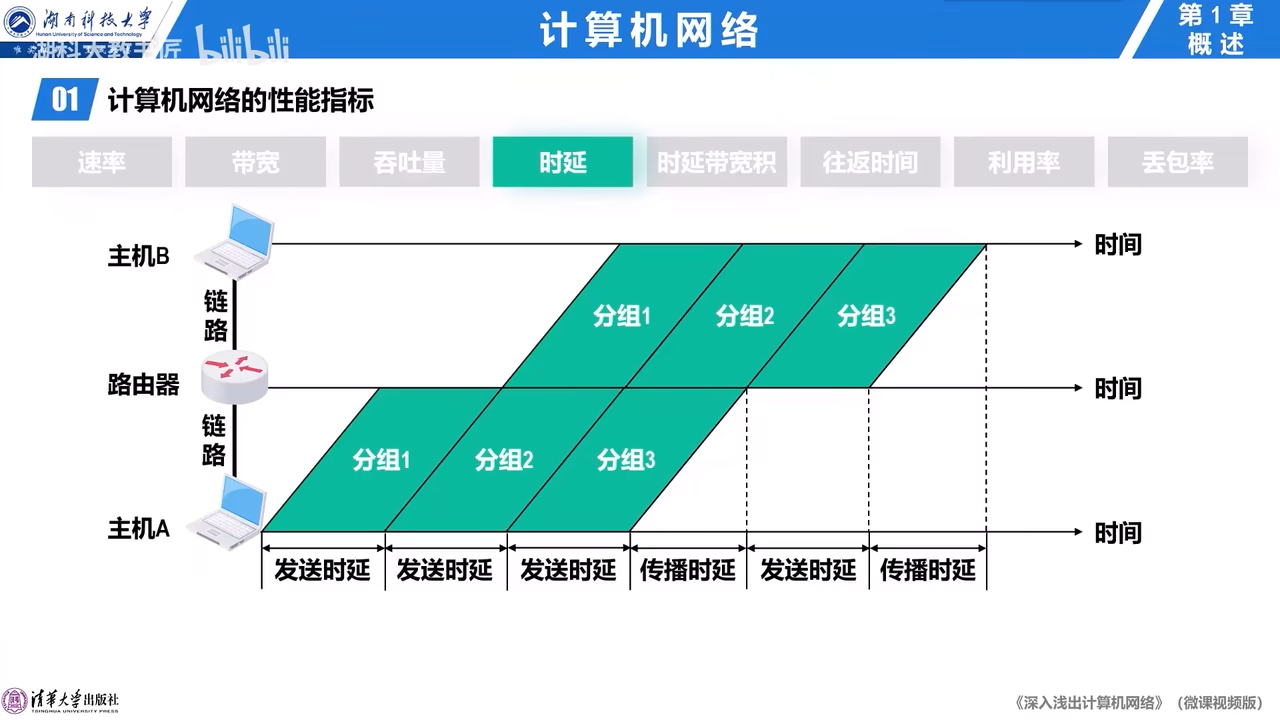 湖南科技大学
Hunan University of Science and Technology
湖科大教书匠 bilibili
计算机网络
第1章
概述
01 计算机网络的性能指标
速率 带宽 吞吐量 时延 时延带宽积 往返时间 利用率 丢包率
主机B
时间
链路
分组1 分组2 分组3
路由器
时间
链路
分组1 分组2 分组3
主机A
时间
发送时延 发送时延 发送时延 传播时延 发送时延 传播时延
清华大学出版社
TSINGHUA UNIVERSITY PRESS
《深入浅出计算机网络》（微课视频版）